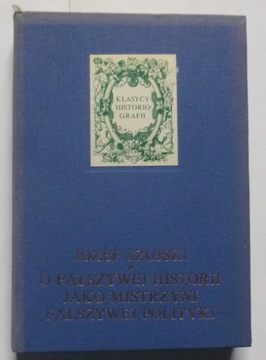 KLASYCY
HISTORIO-
GRAFII
JÓZEF SZUJSKI
O FAŁSZYWEJ HISTORII
JAKO MISTRZYNI
FAŁSZYWEJ POLITYKI